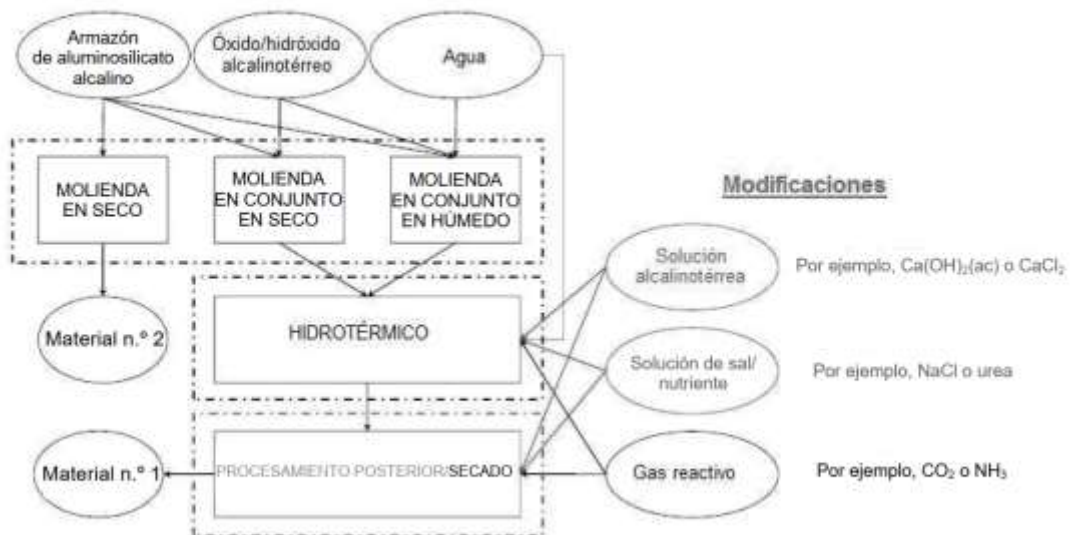 Armazón
de aluminosilicato
alcalino
Óxido/hidróxido
alcalinotérreo
Agua
MOLIENDA
EN SECO
MOLIENDA
EN CONJUNTO
EN SECO
MOLIENDA
EN CONJUNTO
EN HÚMEDO
Modificaciones
Solución
alcalinotérrea
Por ejemplo, Ca(OH)₂(ac) o CaCl₂
Material n.º 2
HIDROTÉRMICO
Solución de sal/
nutriente
Por ejemplo, NaCl o urea
Material n.º 1
PROCESAMIENTO POSTERIOR/SECADO
Gas reactivo
Por ejemplo, CO₂ o NH₃